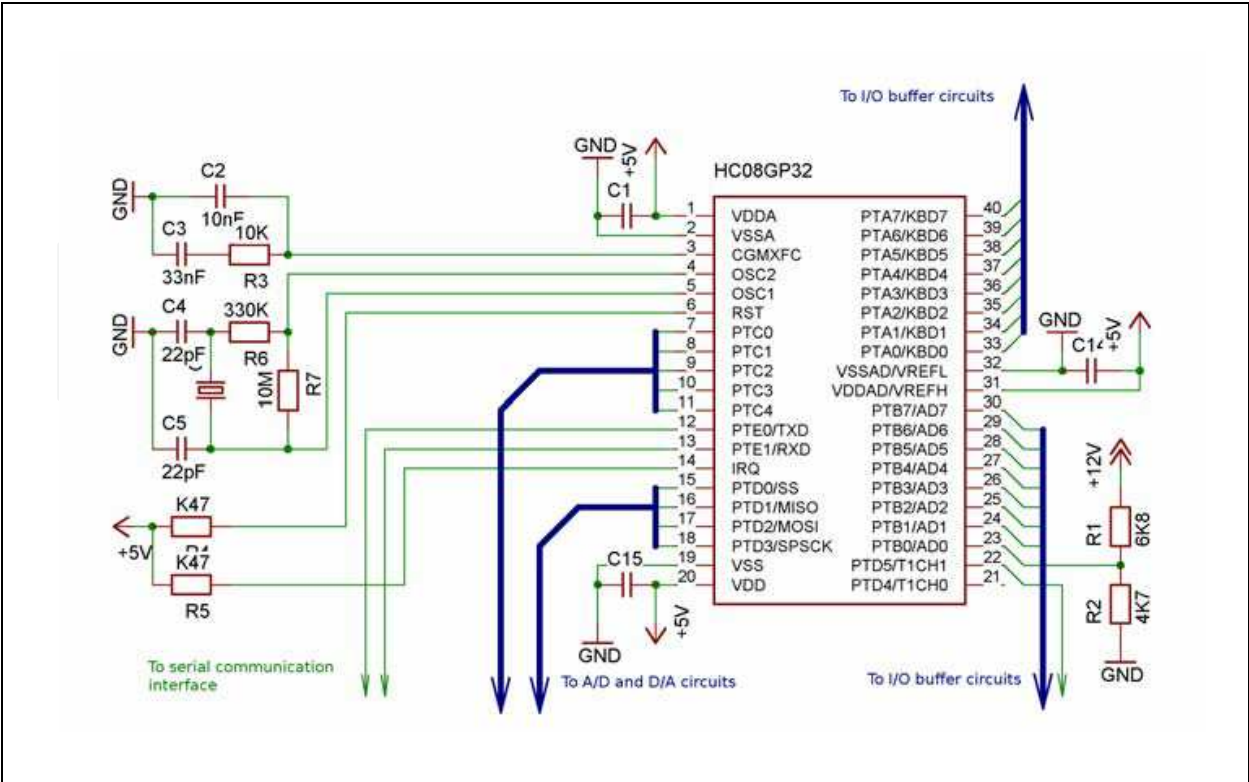 To I/O buffer circuits
GND
+5V
HC08GP32
C1
C2
10nF
GND
C3
10K
33nF
R3
C4
330K
GND
22pF
R6
10M
R7
C5
22pF
K47
+5V
K47
R5
1 VDDA
2 VSSA
3 CGMXFC
4 OSC2
5 OSC1
6 RST
7 PTC0
8 PTC1
9 PTC2
10 PTC3
11 PTC4
12 PTE0/TXD
13 PTE1/RXD
14 IRQ
15 PTD0/SS
16 PTD1/MISO
17 PTD2/MOSI
18 PTD3/SPSCK
19 VSS
20 VDD
PTA7/KBD7 40
PTA6/KBD6 39
PTA5/KBD5 38
PTA4/KBD4 37
PTA3/KBD3 36
PTA2/KBD2 35
PTA1/KBD1 34
PTA0/KBD0 33
VSSAD/VREFL 32
VDDAD/VREFH 31
PTB7/AD7 30
PTB6/AD6 29
PTB5/AD5 28
PTB4/AD4 27
PTB3/AD3 26
PTB2/AD2 25
PTB1/AD1 24
PTB0/AD0 23
PTD5/T1CH1 22
PTD4/T1CH0 21
GND
+5V
+12V
R1
6K8
R2
4K7
GND
C15
+5V
GND
To serial communication
interface
To A/D and D/A circuits
To I/O buffer circuits